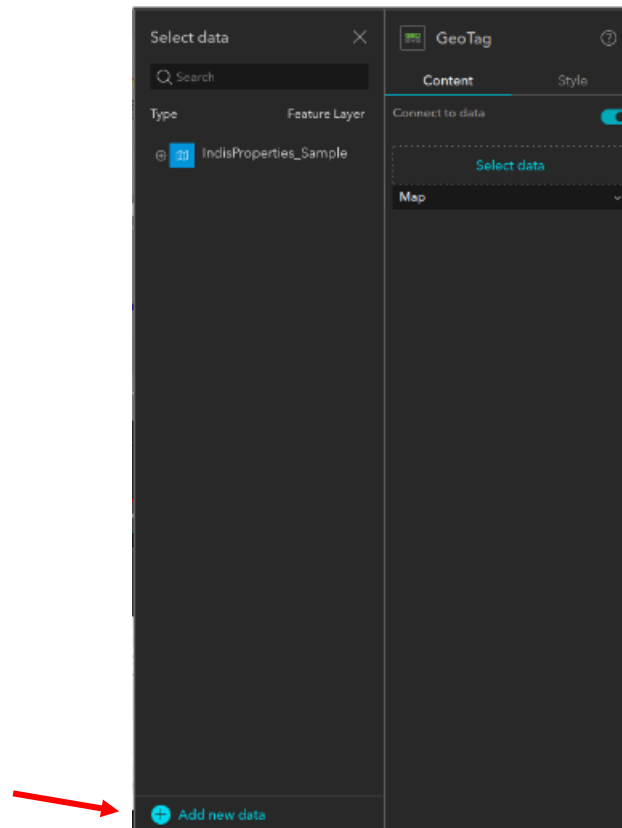 Select data
Search
Type Feature Layer
IndisProperties_Sample
Add new data
GeoTag
Content Style
Connect to data
Select data
Map